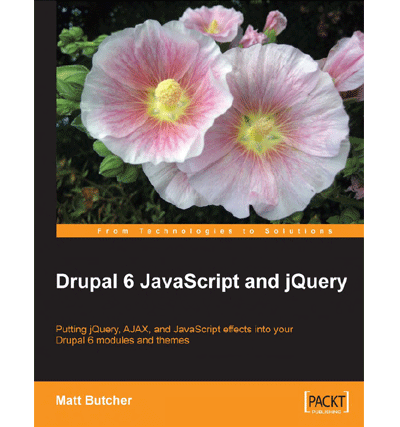 From Technologies to Solutions
Drupal 6 JavaScript and jQuery
Putting jQuery, AJAX, and JavaScript effects into your
Drupal 6 modules and themes
Matt Butcher
PACKT
PUBLISHING